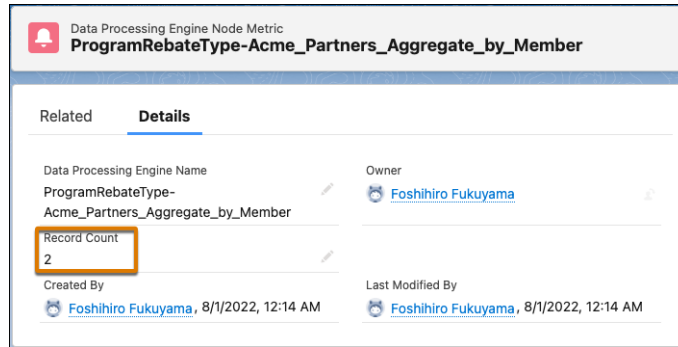 Data Processing Engine Node Metric
ProgramRebateType-Acme_Partners_Aggregate_by_Member
Related Details
Data Processing Engine Name
ProgramRebateType-
Acme_Partners_Aggregate_by_Member
Owner
Foshihiro Fukuyama
Record Count
2
Created By
Foshihiro Fukuyama, 8/1/2022, 12:14 AM
Last Modified By
Foshihiro Fukuyama, 8/1/2022, 12:14 AM